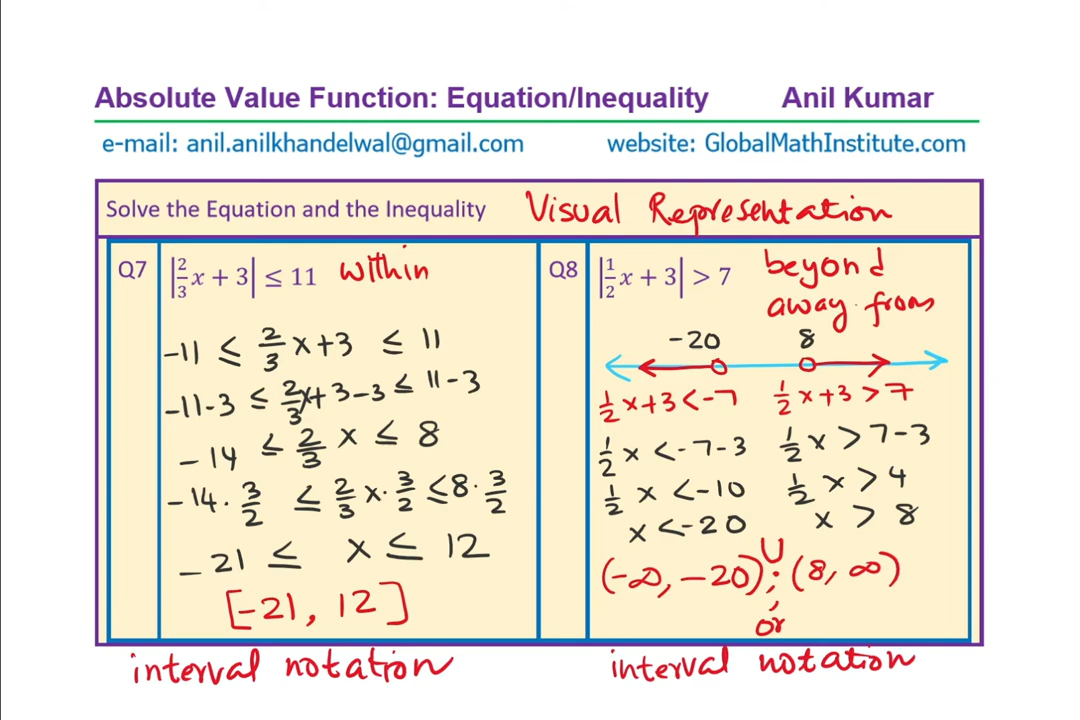 Absolute Value Function: Equation/Inequality Anil Kumar
e-mail: anil.anilkhandelwal@gmail.com website: GlobalMathInstitute.com
Solve the Equation and the Inequality Visual Representation
Q7 |2/3 x + 3| ≤ 11 within
-11 ≤ 2/3 x+3 ≤ 11
-11-3 ≤ 2/3 x+3-3 ≤ 11-3
-14 ≤ 2/3 x ≤ 8
-14 · 3/2 ≤ 2/3 x · 3/2 ≤ 8 · 3/2
-21 ≤ x ≤ 12
[-21, 12]
interval notation
Q8 |1/2 x + 3| > 7 beyond
away from
-20 8
1/2 x+3 < -7 1/2 x+3 > 7
1/2 x < -7-3 1/2 x > 7-3
1/2 x < -10 1/2 x > 4
x < -20 x > 8
∪
(-∞, -20) ; (8, ∞)
or
interval notation